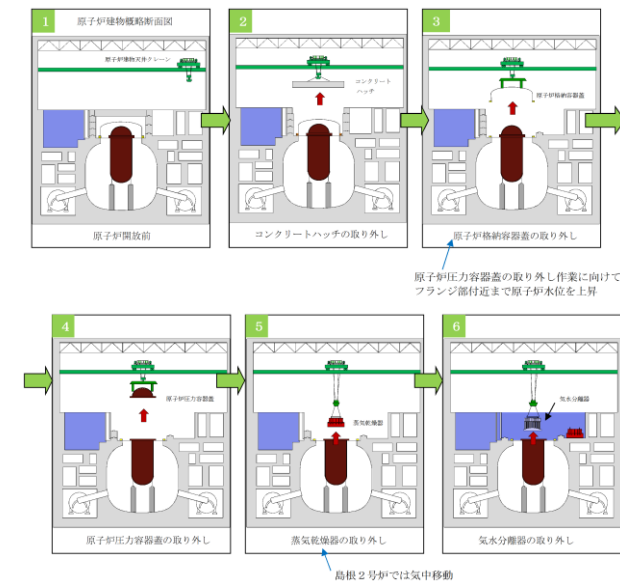 1
原子炉建物概略断面図
原子炉建物天井クレーン
原子炉開放前
2
コンクリート
ハッチ
コンクリートハッチの取り外し
3
原子炉格納容器蓋
原子炉格納容器蓋の取り外し
原子炉圧力容器蓋の取り外し作業に向けて
フランジ部付近まで原子炉水位を上昇
4
原子炉圧力容器蓋
原子炉圧力容器蓋の取り外し
5
蒸気乾燥器
蒸気乾燥器の取り外し
島根2号炉では気中移動
6
気水分離器
気水分離器の取り外し